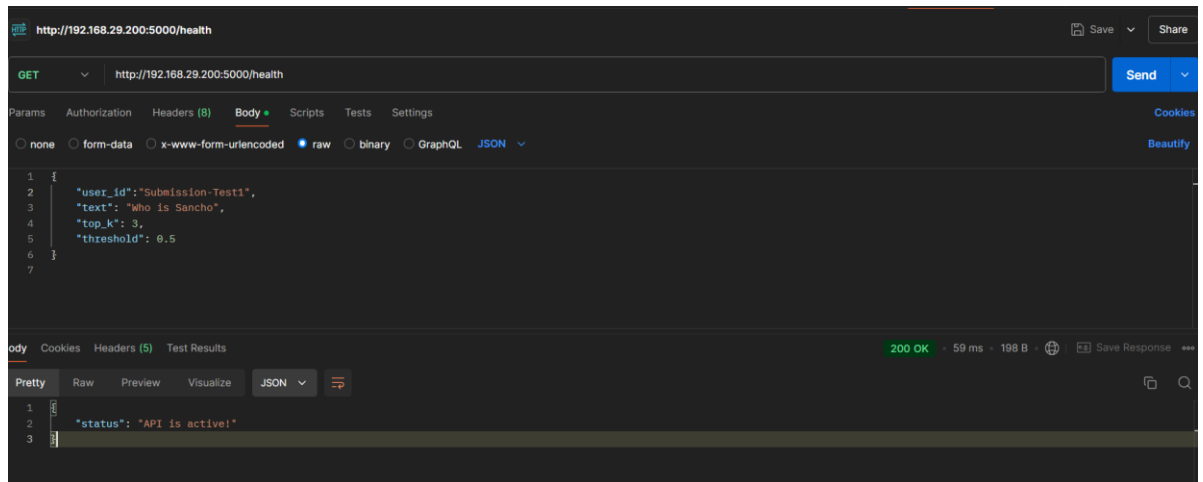 HTTP http://192.168.29.200:5000/health Save Share
GET http://192.168.29.200:5000/health Send
Params Authorization Headers (8) Body Scripts Tests Settings Cookies
none form-data x-www-form-urlencoded raw binary GraphQL JSON Beautify
1 {
2 "user_id":"Submission-Test1",
3 "text": "Who is Sancho",
4 "top_k": 3,
5 "threshold": 0.5
6 }
7
ody Cookies Headers (5) Test Results 200 OK 59 ms 198 B Save Response
Pretty Raw Preview Visualize JSON
1 {
2 "status": "API is active!"
3 }